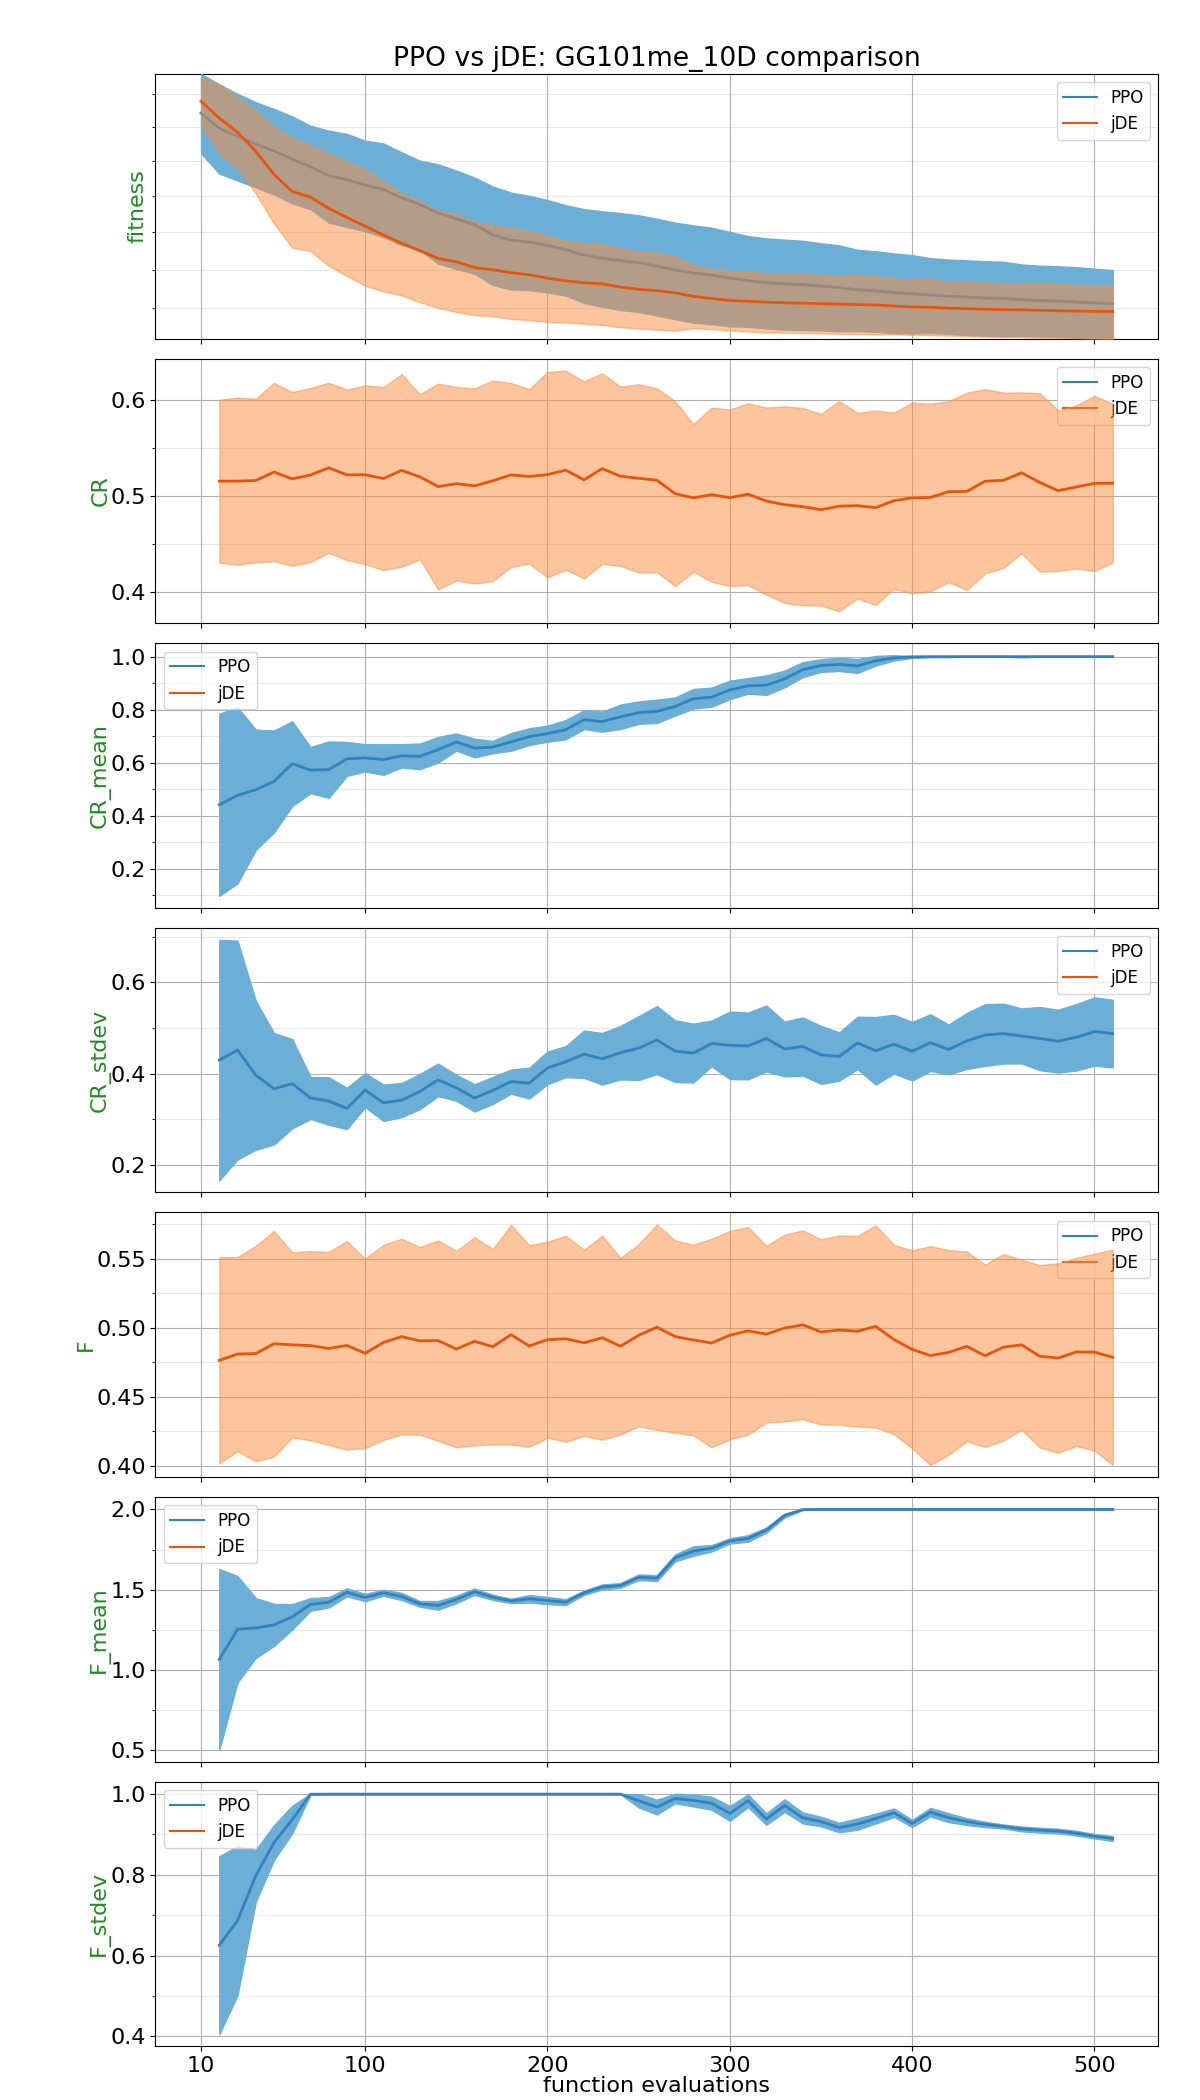 PPO vs jDE: GG101me_10D comparison
fitness
PPO
jDE
CR
0.6
0.5
0.4
PPO
jDE
CR_mean
1.0
0.8
0.6
0.4
0.2
PPO
jDE
CR_stdev
0.6
0.4
0.2
PPO
jDE
F
0.55
0.50
0.45
0.40
PPO
jDE
F_mean
2.0
1.5
1.0
0.5
PPO
jDE
F_stdev
1.0
0.8
0.6
0.4
PPO
jDE
10 100 200 300 400 500
function evaluations